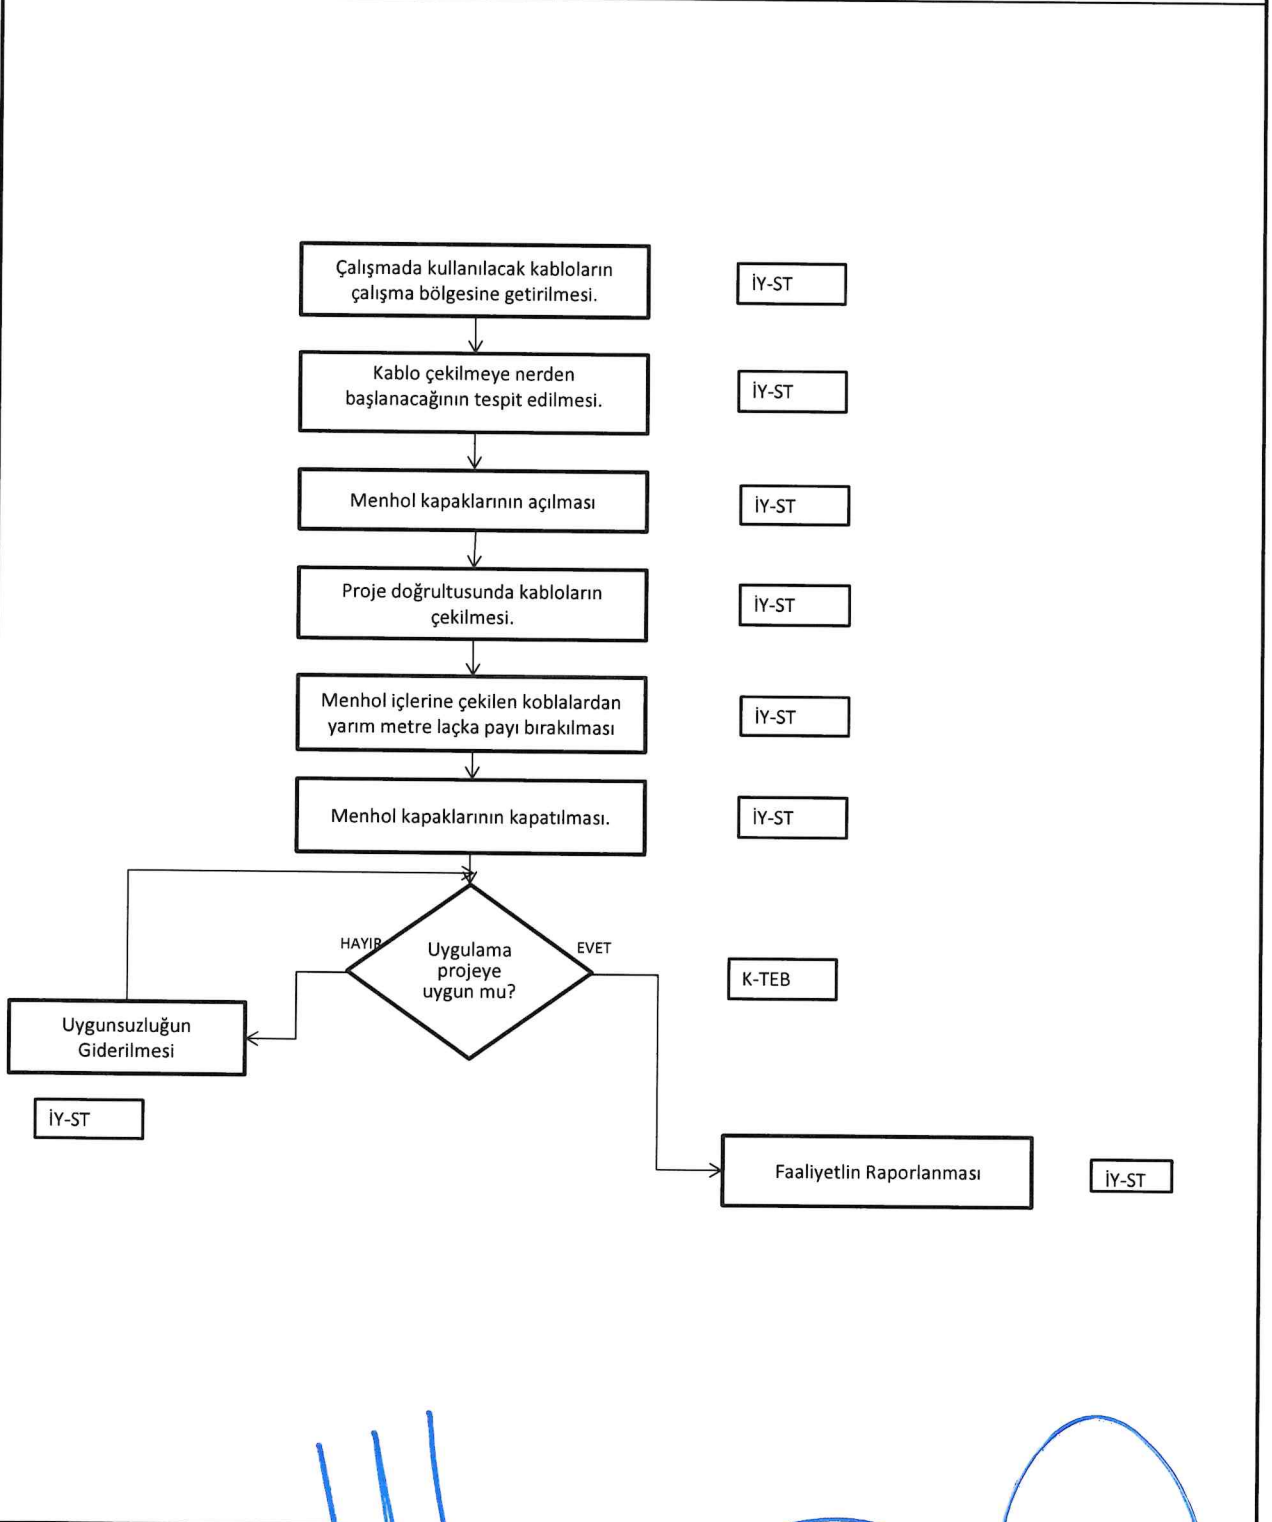 Çalışmada kullanılacak kabloların
çalışma bölgesine getirilmesi.
İY-ST
Kablo çekilmeye nerden
başlanacağının tespit edilmesi.
İY-ST
Menhol kapaklarının açılması
İY-ST
Proje doğrultusunda kabloların
çekilmesi.
İY-ST
Menhol içlerine çekilen koblalardan
yarım metre laçka payı bırakılması
İY-ST
Menhol kapaklarının kapatılması.
İY-ST
HAYIR
Uygulama
projeye
uygun mu?
EVET
K-TEB
Uygunsuzluğun
Giderilmesi
İY-ST
Faaliyetlin Raporlanması
İY-ST